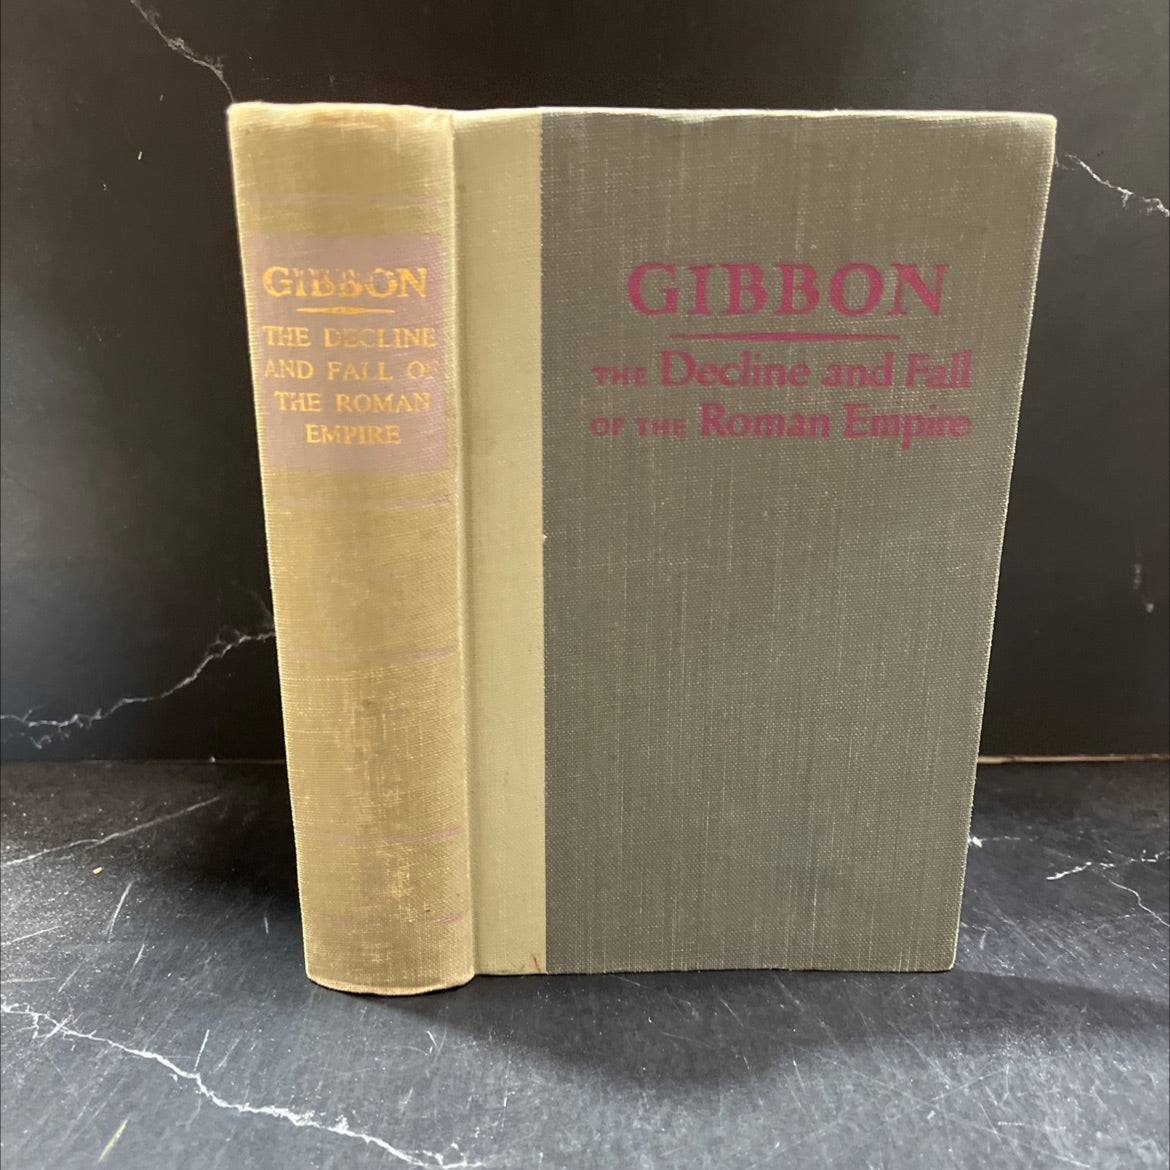 GIBBON
THE DECLINE
AND FALL OF
THE ROMAN
EMPIRE
GIBBON
THE Decline and Fall
OF THE Roman Empire